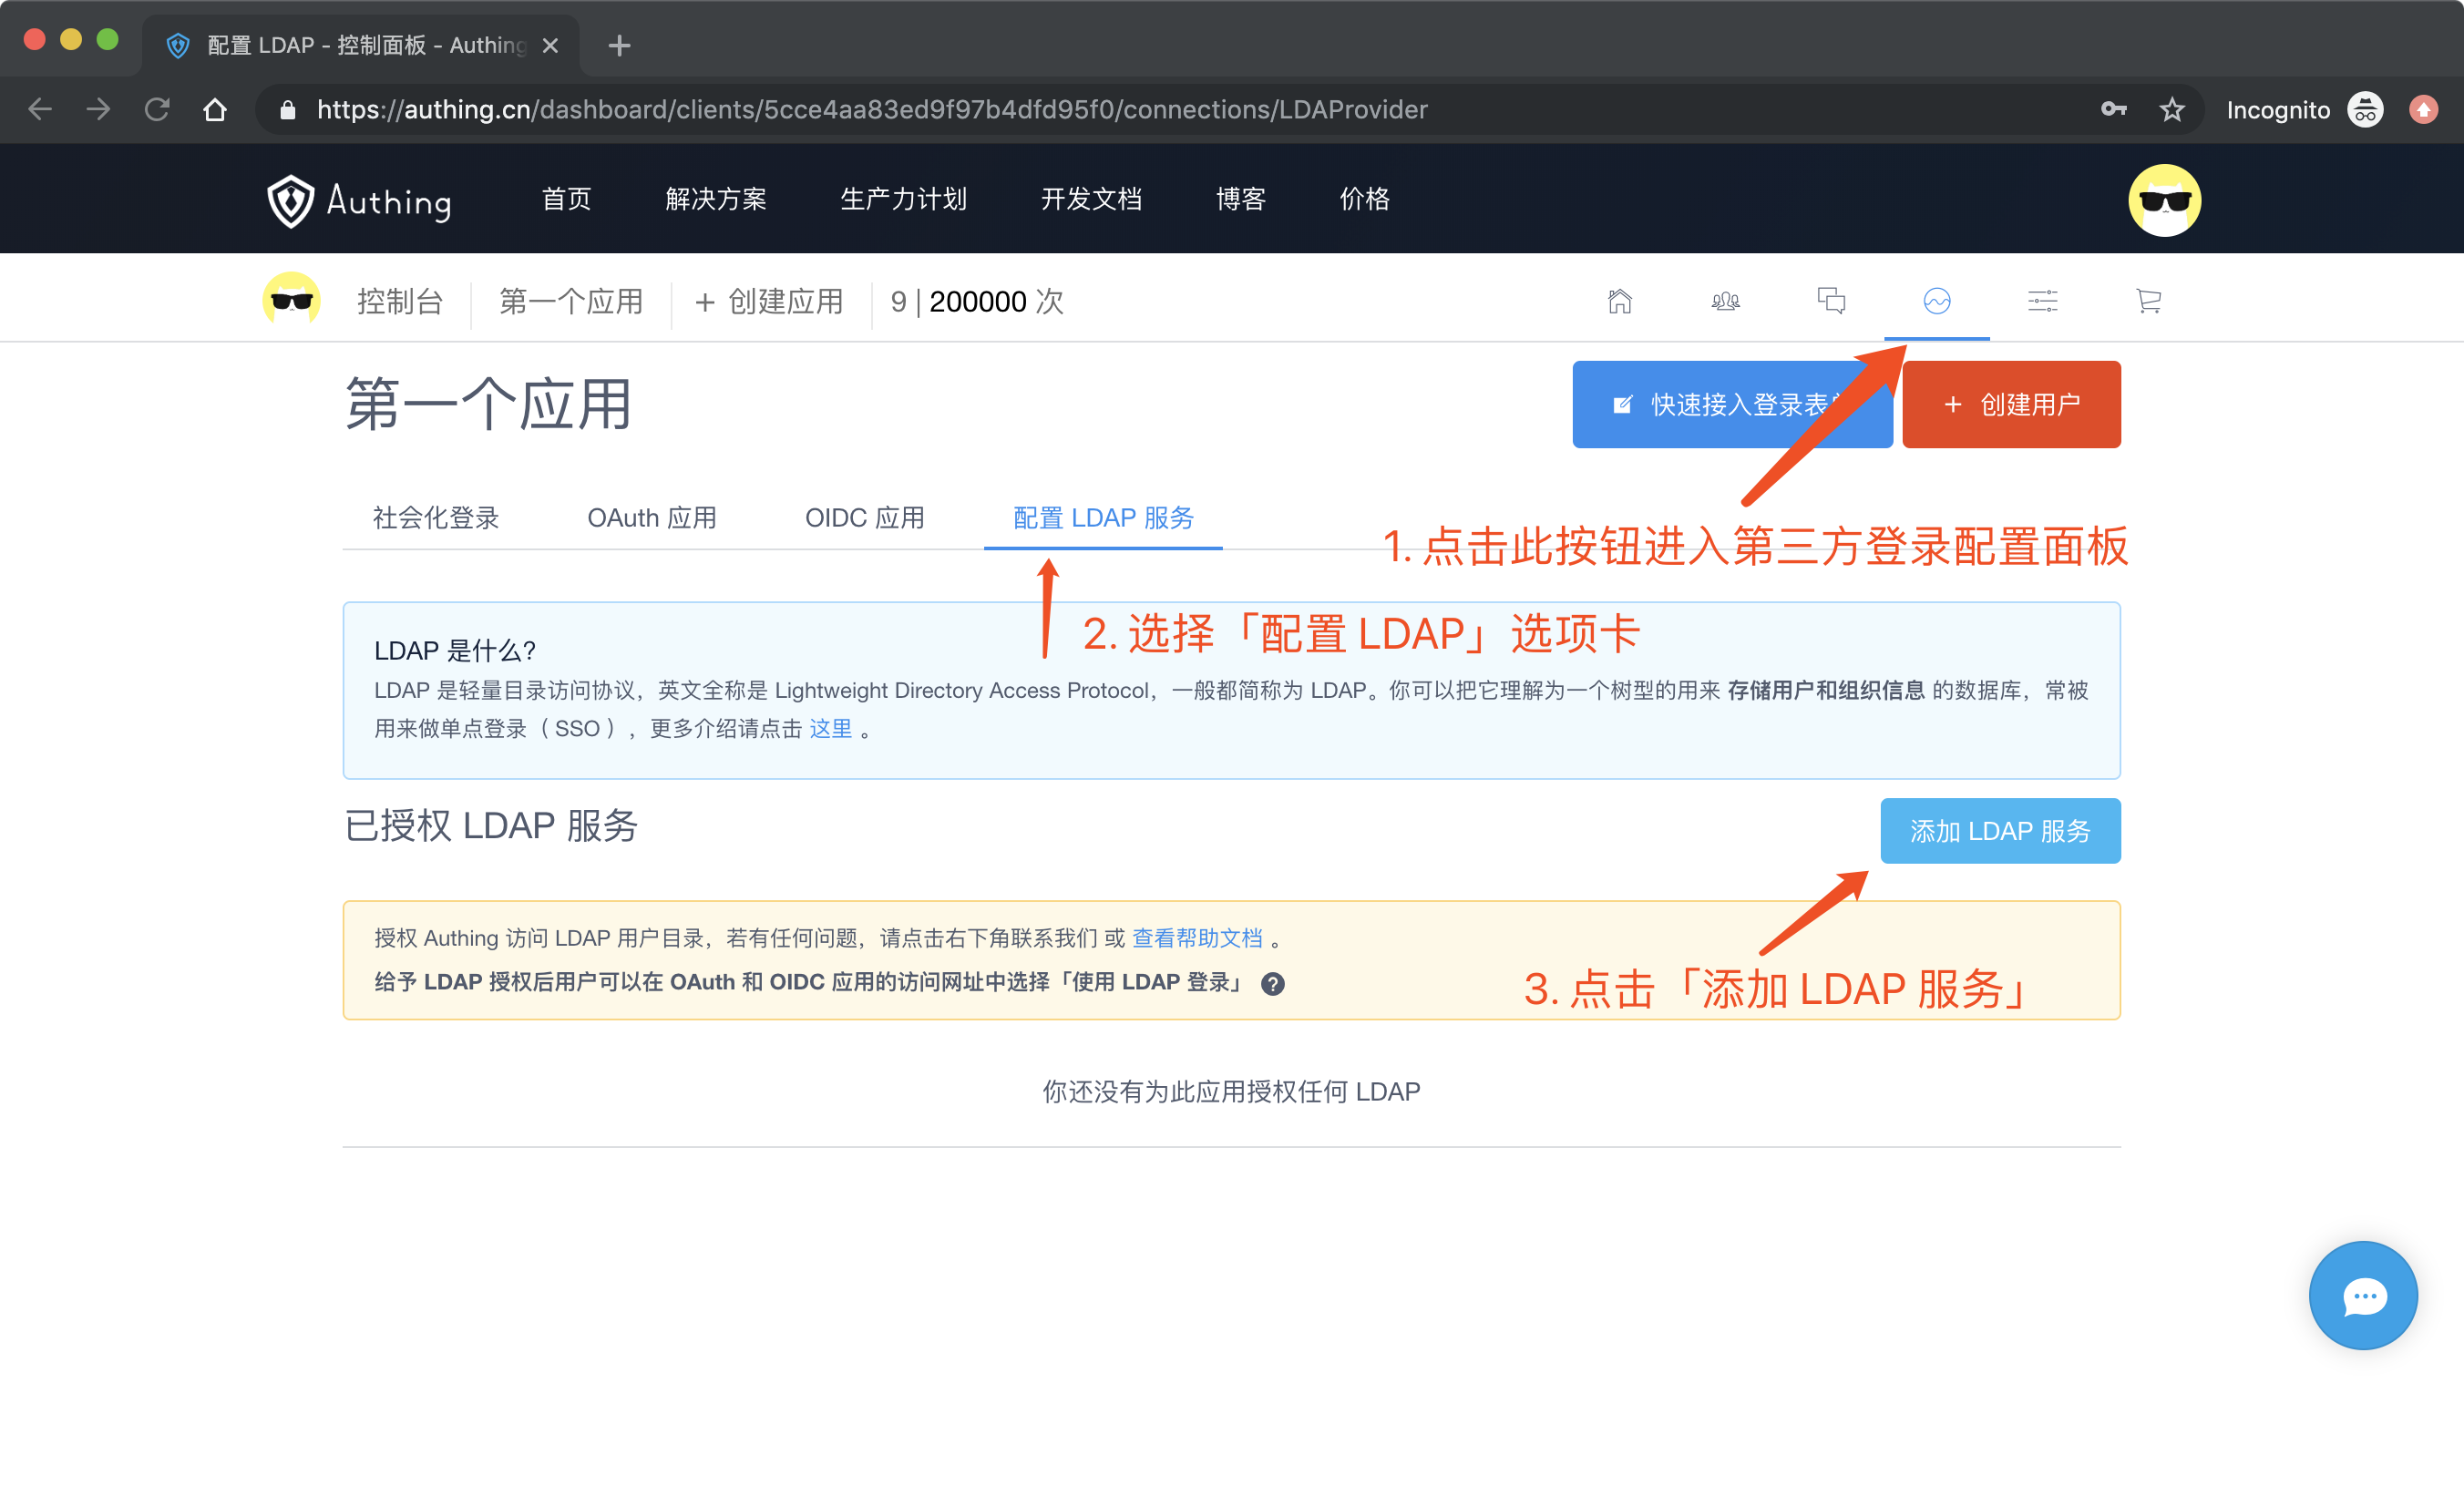 配置 LDAP - 控制面板 - Authing
https://authing.cn/dashboard/clients/5cce4aa83ed9f97b4dfd95f0/connections/LDAProvider
Incognito
Authing
首页
解决方案
生产力计划
开发文档
博客
价格
控制台
第一个应用
+ 创建应用
9 | 200000 次
第一个应用
快速接入登录表
+ 创建用户
社会化登录
OAuth 应用
OIDC 应用
配置 LDAP 服务
1. 点击此按钮进入第三方登录配置面板
2. 选择「配置 LDAP」选项卡
LDAP 是什么?
LDAP 是轻量目录访问协议，英文全称是 Lightweight Directory Access Protocol，一般都简称为 LDAP。你可以把它理解为一个树型的用来 存储用户和组织信息 的数据库，常被
用来做单点登录（ SSO ），更多介绍请点击 这里 。
已授权 LDAP 服务
添加 LDAP 服务
授权 Authing 访问 LDAP 用户目录，若有任何问题，请点击右下角联系我们 或 查看帮助文档 。
给予 LDAP 授权后用户可以在 OAuth 和 OIDC 应用的访问网址中选择「使用 LDAP 登录」 ?
3. 点击「添加 LDAP 服务」
你还没有为此应用授权任何 LDAP